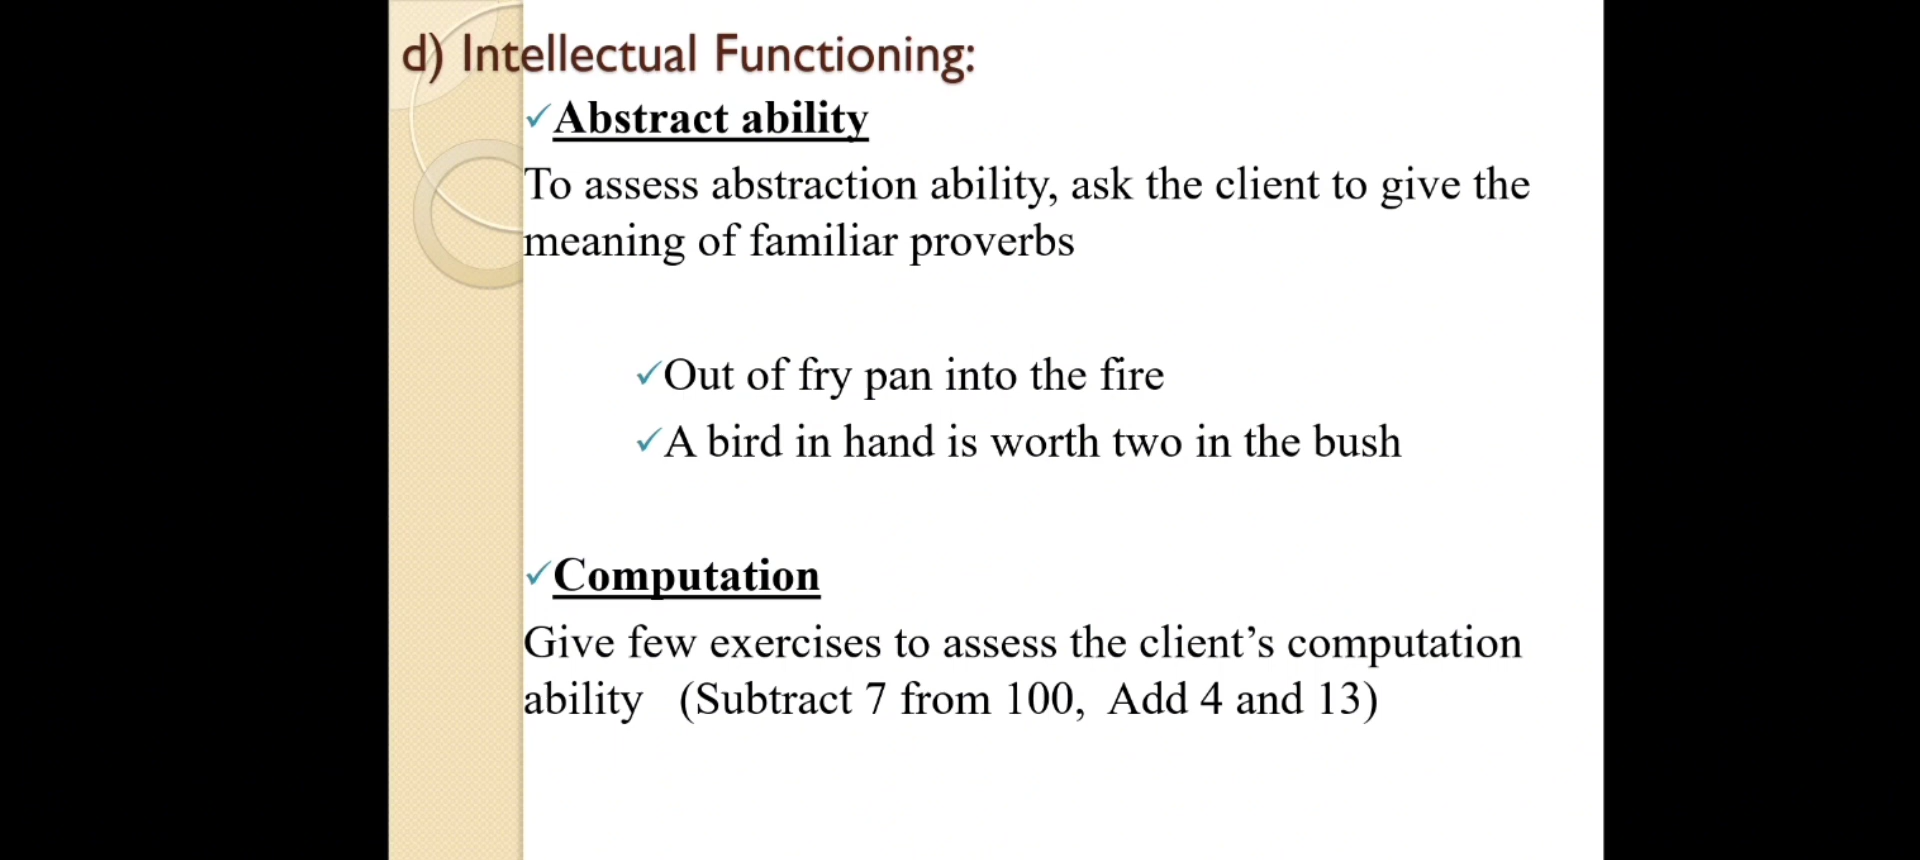 d) Intellectual Functioning:
✓Abstract ability
To assess abstraction ability, ask the client to give the
meaning of familiar proverbs
✓Out of fry pan into the fire
✓A bird in hand is worth two in the bush
✓Computation
Give few exercises to assess the client’s computation
ability (Subtract 7 from 100, Add 4 and 13)